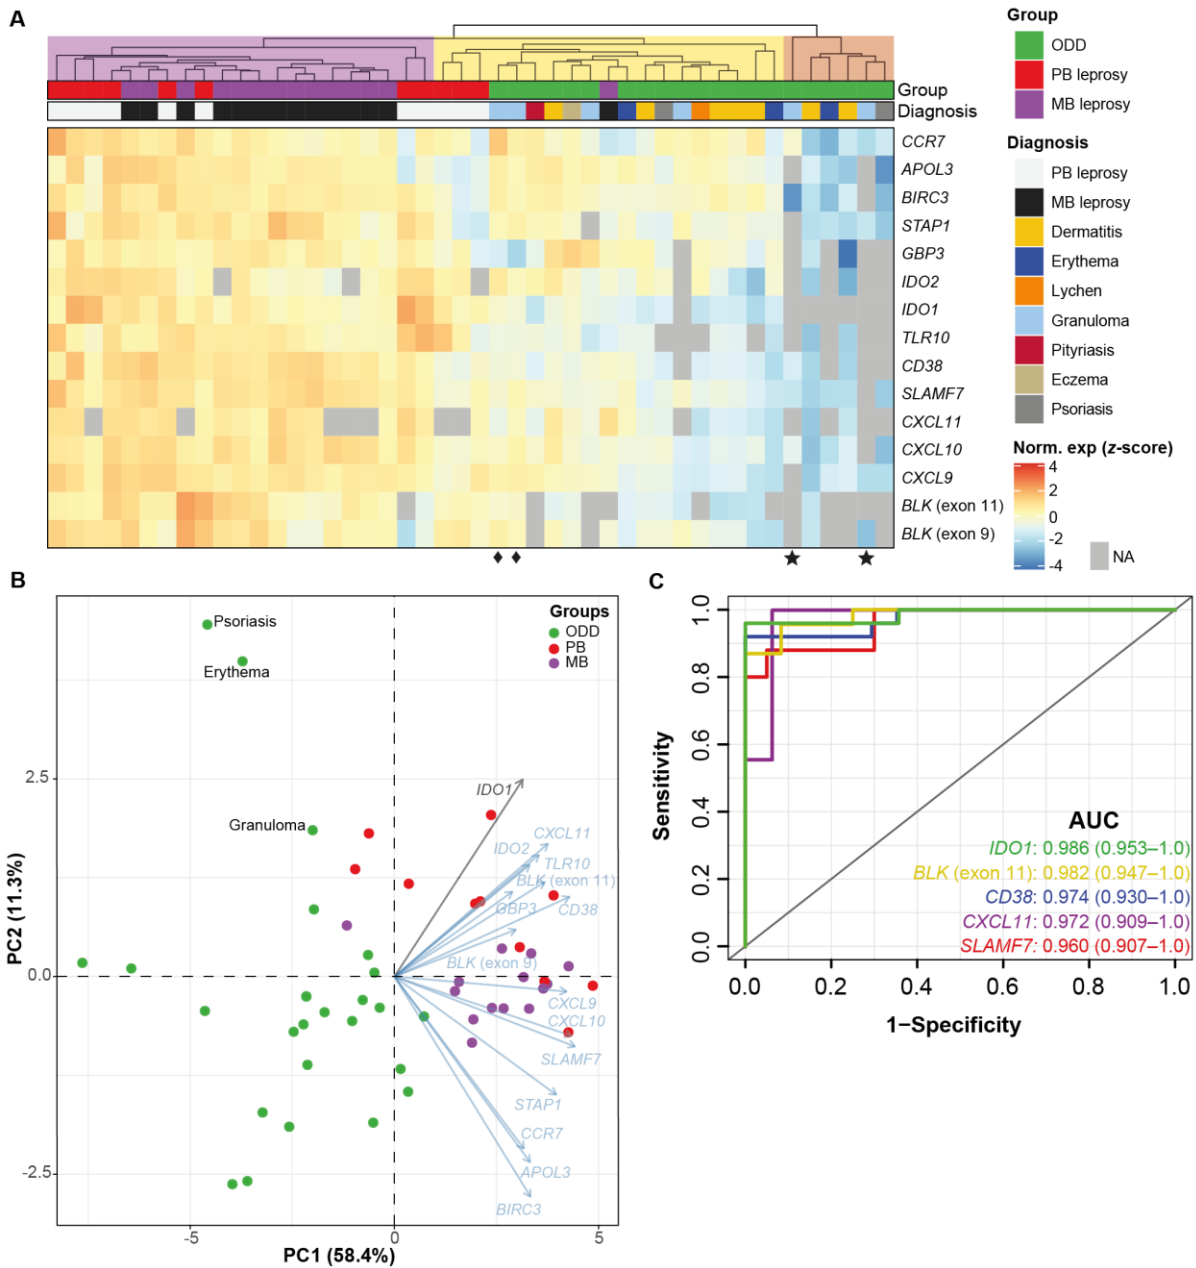 A
Group
ODD
PB leprosy
MB leprosy
Group
Diagnosis
Diagnosis
PB leprosy
MB leprosy
Dermatitis
Erythema
Lychen
Granuloma
Pityriasis
Eczema
Psoriasis
CCR7
APOL3
BIRC3
STAP1
GBP3
IDO2
IDO1
TLR10
CD38
SLAMF7
CXCL11
CXCL10
CXCL9
BLK (exon 11)
BLK (exon 9)
Norm. exp (z-score)
4
2
0
-2
-4
NA
B
Groups
ODD
PB
MB
Psoriasis
Erythema
Granuloma
IDO1
CXCL11
IDO2
TLR10
BLK (exon 11)
GBP3
CD38
BLK (exon 9)
CXCL9
CXCL10
SLAMF7
STAP1
CCR7
APOL3
BIRC3
2.5
0.0
-2.5
PC2 (11.3%)
-5
0
5
PC1 (58.4%)
C
1.0
0.8
0.6
0.4
0.2
0.0
Sensitivity
AUC
IDO1: 0.986 (0.953–1.0)
BLK (exon 11): 0.982 (0.947–1.0)
CD38: 0.974 (0.930–1.0)
CXCL11: 0.972 (0.909–1.0)
SLAMF7: 0.960 (0.907–1.0)
0.0
0.2
0.4
0.6
0.8
1.0
1−Specificity